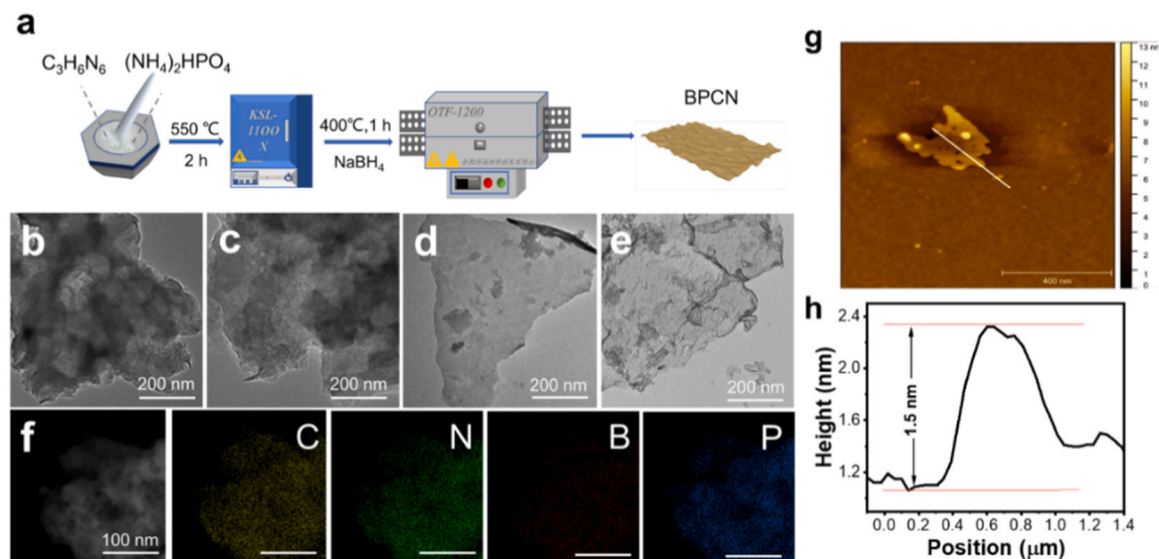 a
C₃H₆N₆ (NH₄)₂HPO₄
550 ℃
2 h
KSL-
1100
X
400℃,1 h
NaBH₄
OTF-1200
BPCN
b
200 nm
c
200 nm
d
200 nm
e
200 nm
f
100 nm
C
N
B
P
g
13 nm
12
11
10
9
8
7
6
5
4
3
2
1
0
400 nm
h
Height (nm)
2.4
2.0
1.6
1.2
1.5 nm
0.0 0.2 0.4 0.6 0.8 1.0 1.2 1.4
Position (μm)